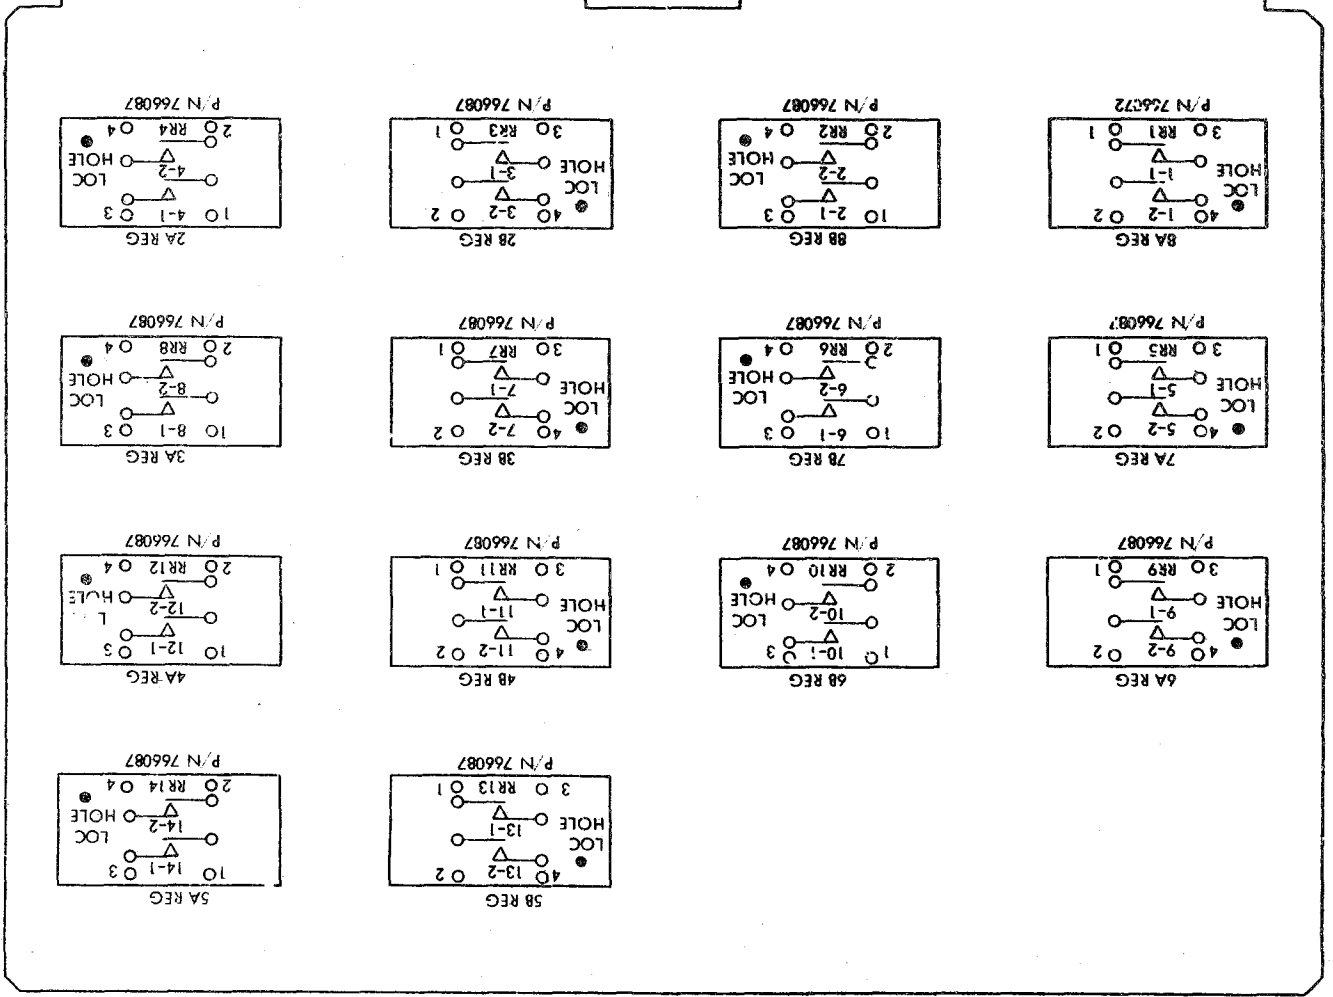 5B REG
4 13-2 2
LOC
HOLE 13-1
3 RR13 1
P/N 766087
5A REG
1 14-1 3
LOC
14-2 HOLE
2 RR14 4
P/N 766087
6A REG
4 9-2 2
LOC
HOLE 9-1
3 RR9 1
P/N 766087
6B REG
1 10-1 3
LOC
10-2 HOLE
2 RR10 4
P/N 766087
4B REG
4 11-2 2
LOC
HOLE 11-1
3 RR11 1
P/N 766087
4A REG
1 12-1 3
12-2 HOLE
2 RR12 4
P/N 766087
7A REG
4 5-2 2
LOC
HOLE 5-1
3 RR5 1
P/N 766087
7B REG
1 6-1 3
LOC
6-2 HOLE
2 RR6 4
P/N 766087
3B REG
4 7-2 2
LOC
HOLE 7-1
3 RR7 1
P/N 766087
3A REG
1 8-1 3
LOC
8-2 HOLE
2 RR8 4
P/N 766087
8A REG
4 1-2 2
LOC
HOLE 1-1
3 RR1 1
P/N 766072
8B REG
1 2-1 3
LOC
2-2 HOLE
2 RR2 4
P/N 766087
2B REG
4 3-2 2
LOC
HOLE 3-1
3 RR3 1
P/N 766087
2A REG
1 4-1 3
LOC
4-2 HOLE
2 RR4 4
P/N 766087